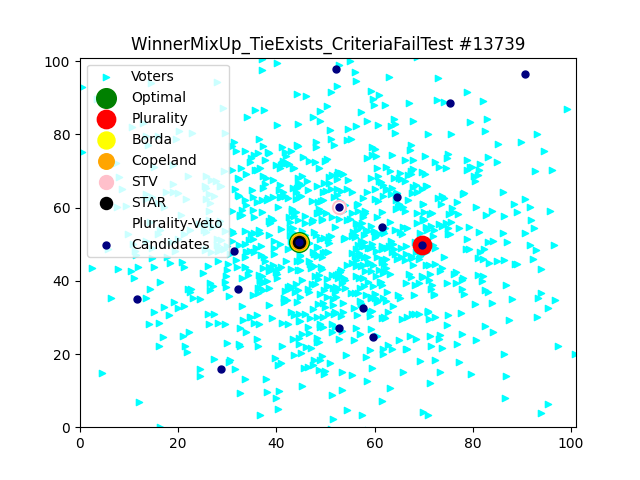 WinnerMixUp_TieExists_CriteriaFailTest #13739
Voters
Optimal
Plurality
Borda
Copeland
STV
STAR
Plurality-Veto
Candidates
100
80
60
40
20
0
0 20 40 60 80 100